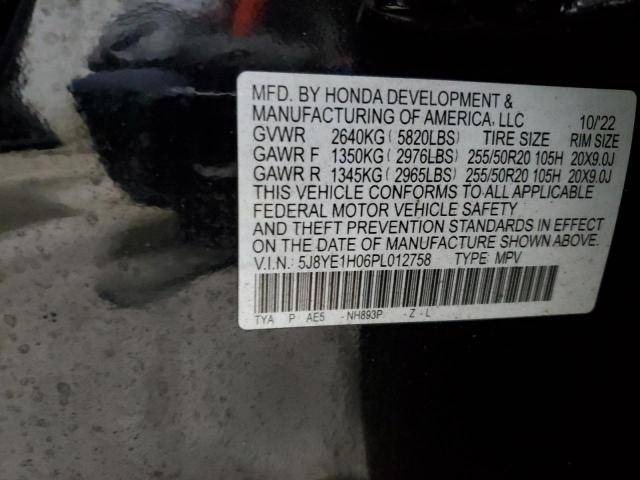 MFD. BY HONDA DEVELOPMENT &
MANUFACTURING OF AMERICA, LLC 10/'22
GVWR 2640KG ( 5820LBS) TIRE SIZE RIM SIZE
GAWR F 1350KG ( 2976LBS) 255/50R20 105H 20X9.0J
GAWR R 1345KG ( 2965LBS) 255/50R20 105H 20X9.0J
THIS VEHICLE CONFORMS TO ALL APPLICABLE
FEDERAL MOTOR VEHICLE SAFETY
AND THEFT PREVENTION STANDARDS IN EFFECT
ON THE DATE OF MANUFACTURE SHOWN ABOVE.
V.I.N.: 5J8YE1H06PL012758 TYPE: MPV
TYA P AE5 -NH893P -Z-L